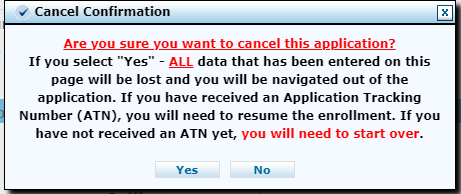 Cancel Confirmation
Are you sure you want to cancel this application?
If you select "Yes" - ALL data that has been entered on this
page will be lost and you will be navigated out of the
application. If you have received an Application Tracking
Number (ATN), you will need to resume the enrollment. If you
have not received an ATN yet, you will need to start over.
Yes No